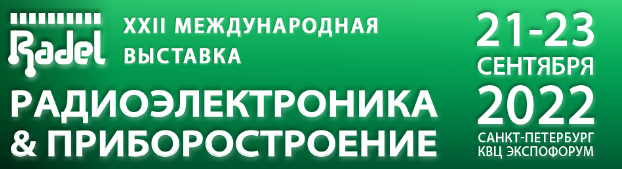 Radel
XXII МЕЖДУНАРОДНАЯ
ВЫСТАВКА
РАДИОЭЛЕКТРОНИКА
& ПРИБОРОСТРОЕНИЕ
21-23
СЕНТЯБРЯ
2022
САНКТ-ПЕТЕРБУРГ
КВЦ ЭКСПОФОРУМ